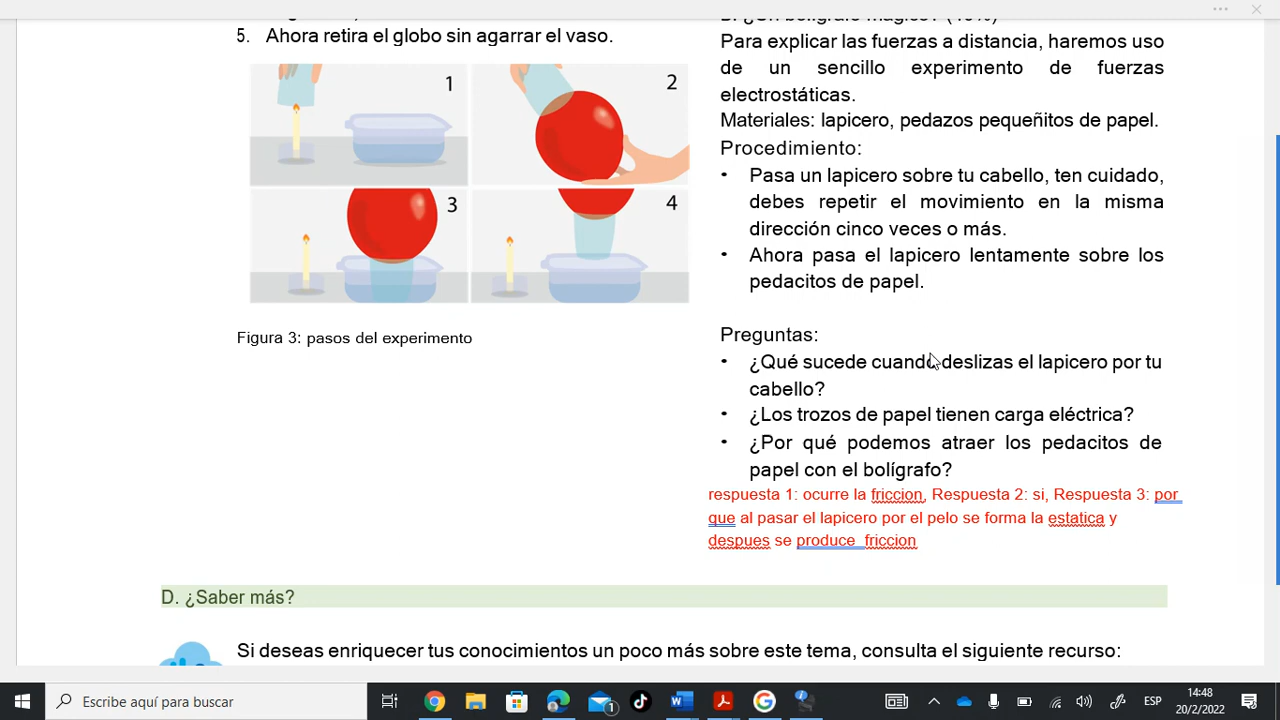 5. Ahora retira el globo sin agarrar el vaso.
1
2
3
4
Figura 3: pasos del experimento
Para explicar las fuerzas a distancia, haremos uso
de un sencillo experimento de fuerzas
electrostáticas.
Materiales: lapicero, pedazos pequeñitos de papel.
Procedimiento:
• Pasa un lapicero sobre tu cabello, ten cuidado,
debes repetir el movimiento en la misma
dirección cinco veces o más.
• Ahora pasa el lapicero lentamente sobre los
pedacitos de papel.
Preguntas:
• ¿Qué sucede cuando deslizas el lapicero por tu
cabello?
• ¿Los trozos de papel tienen carga eléctrica?
• ¿Por qué podemos atraer los pedacitos de
papel con el bolígrafo?
respuesta 1: ocurre la friccion, Respuesta 2: si, Respuesta 3: por
que al pasar el lapicero por el pelo se forma la estatica y
despues se produce friccion
D. ¿Saber más?
Si deseas enriquecer tus conocimientos un poco más sobre este tema, consulta el siguiente recurso:
Escribe aquí para buscar
1
ESP
14:48
20/2/2022